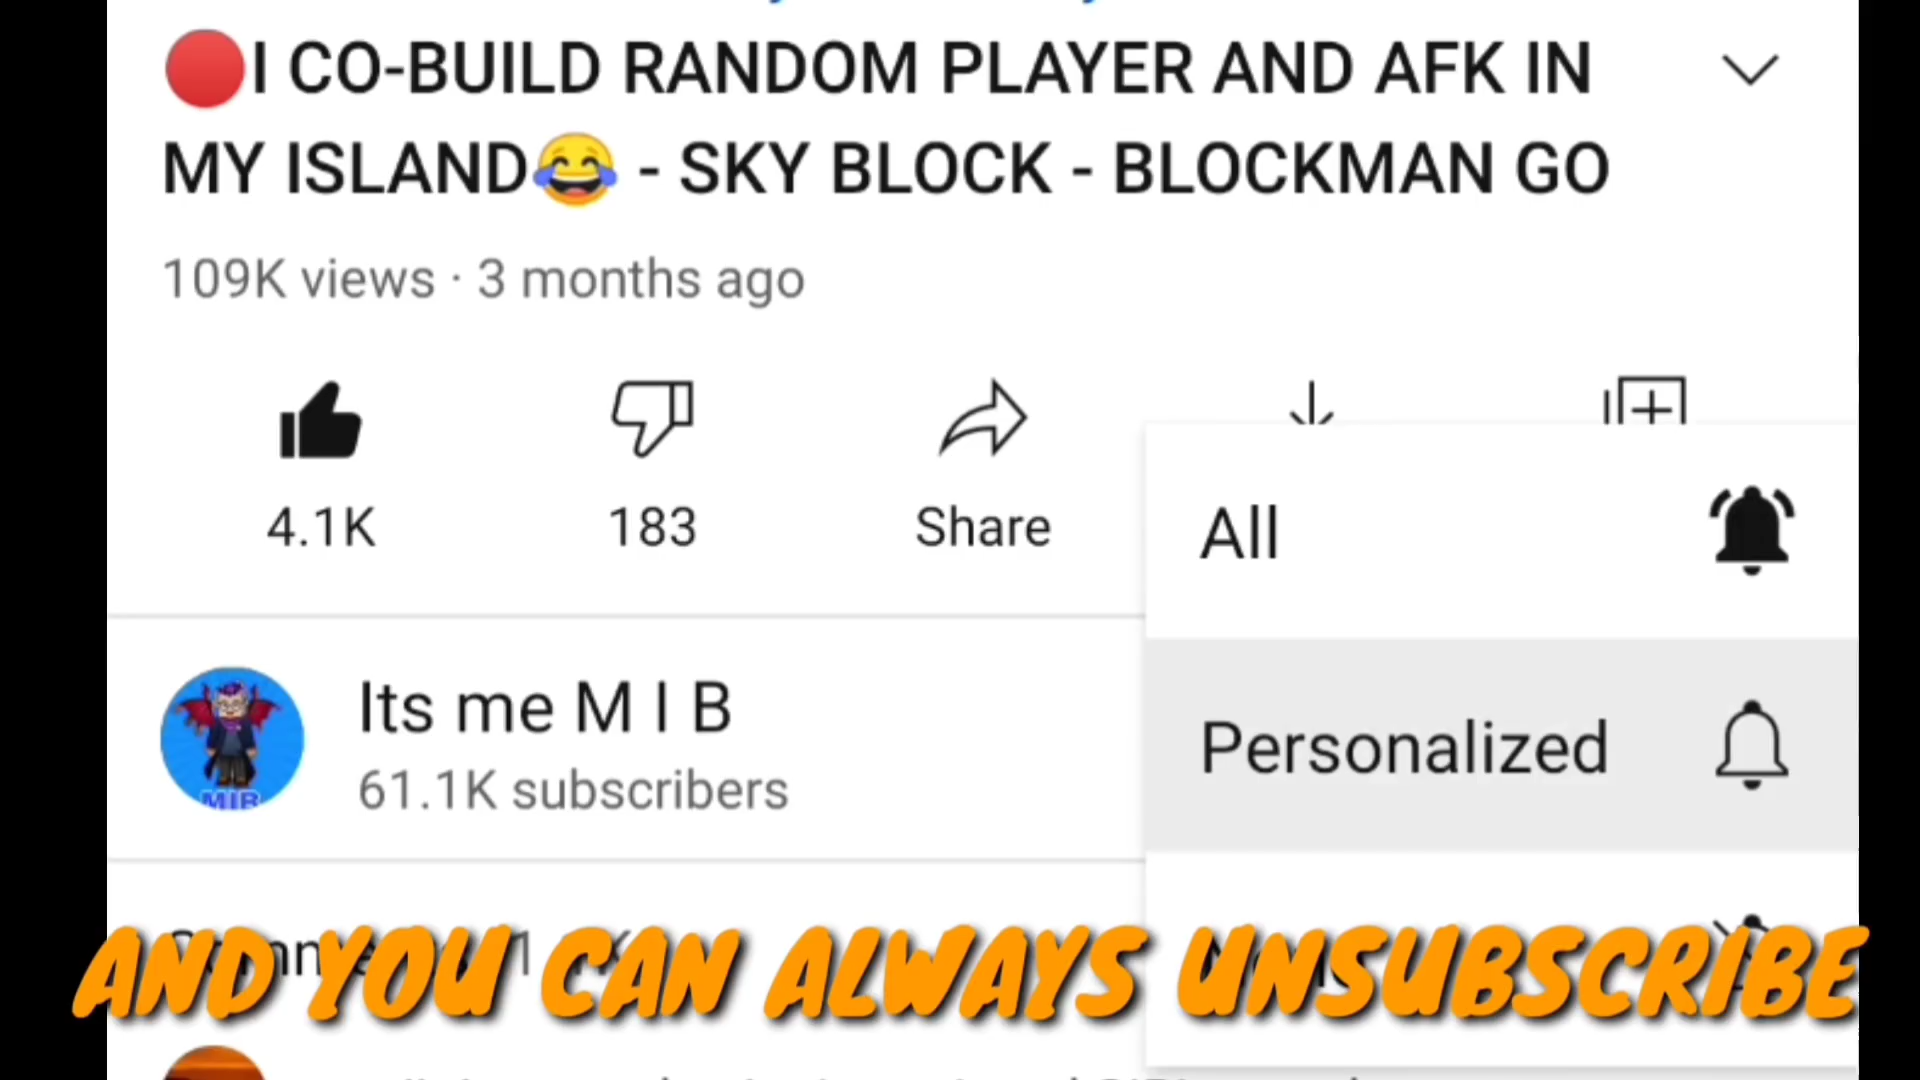 🔴I CO-BUILD RANDOM PLAYER AND AFK IN
MY ISLAND😂 - SKY BLOCK - BLOCKMAN GO
109K views · 3 months ago
4.1K
183
Share
All
Its me M I B
61.1K subscribers
MIB
Personalized
AND YOU CAN ALWAYS UNSUBSCRIBE